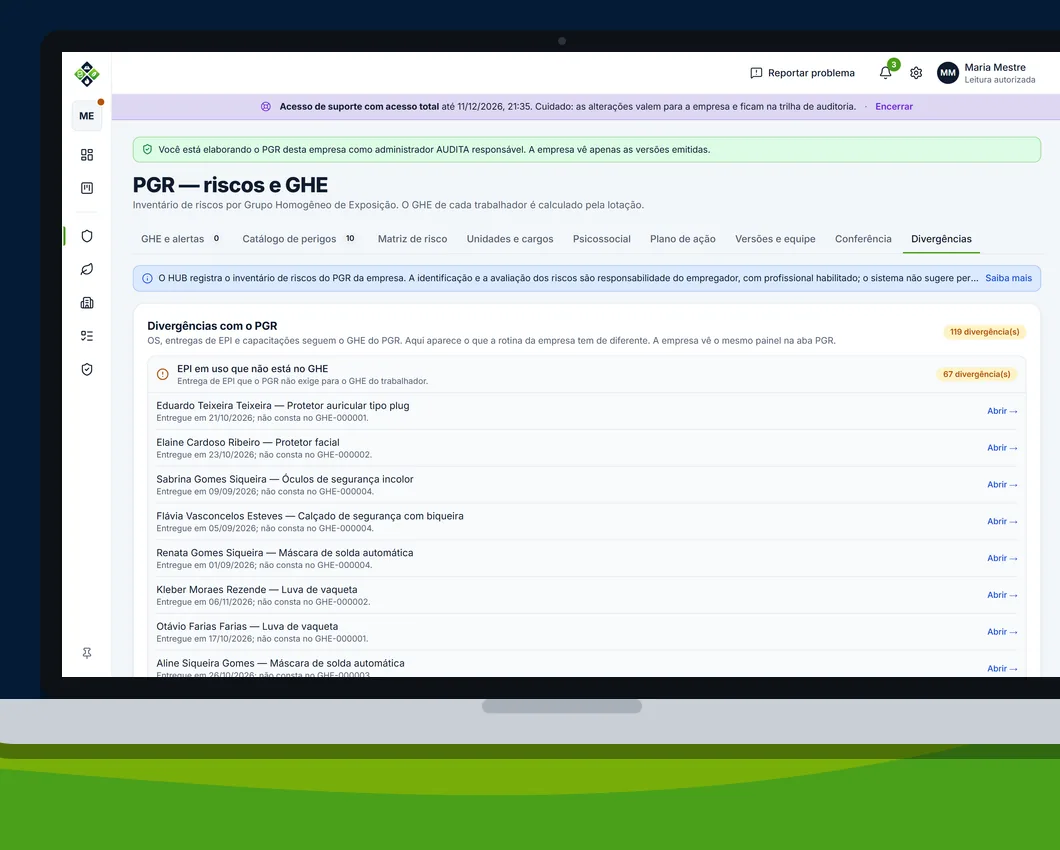 Reportar problema
3
MM
Maria Mestre
Leitura autorizada
ME
Acesso de suporte com acesso total até 11/12/2026, 21:35. Cuidado: as alterações valem para a empresa e ficam na trilha de auditoria. · Encerrar
Você está elaborando o PGR desta empresa como administrador AUDITA responsável. A empresa vê apenas as versões emitidas.
PGR — riscos e GHE
Inventário de riscos por Grupo Homogêneo de Exposição. O GHE de cada trabalhador é calculado pela lotação.
GHE e alertas 0 Catálogo de perigos 10 Matriz de risco Unidades e cargos Psicossocial Plano de ação Versões e equipe Conferência Divergências
O HUB registra o inventário de riscos do PGR da empresa. A identificação e a avaliação dos riscos são responsabilidade do empregador, com profissional habilitado; o sistema não sugere per... Saiba mais
Divergências com o PGR
119 divergência(s)
OS, entregas de EPI e capacitações seguem o GHE do PGR. Aqui aparece o que a rotina da empresa tem de diferente. A empresa vê o mesmo painel na aba PGR.
EPI em uso que não está no GHE
67 divergência(s)
Entrega de EPI que o PGR não exige para o GHE do trabalhador.
Eduardo Teixeira Teixeira — Protetor auricular tipo plug
Abrir →
Entregue em 21/10/2026; não consta no GHE-000001.
Elaine Cardoso Ribeiro — Protetor facial
Abrir →
Entregue em 23/10/2026; não consta no GHE-000002.
Sabrina Gomes Siqueira — Óculos de segurança incolor
Abrir →
Entregue em 09/09/2026; não consta no GHE-000004.
Flávia Vasconcelos Esteves — Calçado de segurança com biqueira
Abrir →
Entregue em 05/09/2026; não consta no GHE-000004.
Renata Gomes Siqueira — Máscara de solda automática
Abrir →
Entregue em 01/09/2026; não consta no GHE-000004.
Kleber Moraes Rezende — Luva de vaqueta
Abrir →
Entregue em 06/11/2026; não consta no GHE-000002.
Otávio Farias Farias — Luva de vaqueta
Abrir →
Entregue em 17/10/2026; não consta no GHE-000001.
Aline Siqueira Gomes — Máscara de solda automática
Abrir →
Entregue em 26/10/2026; não consta no GHE-000003.